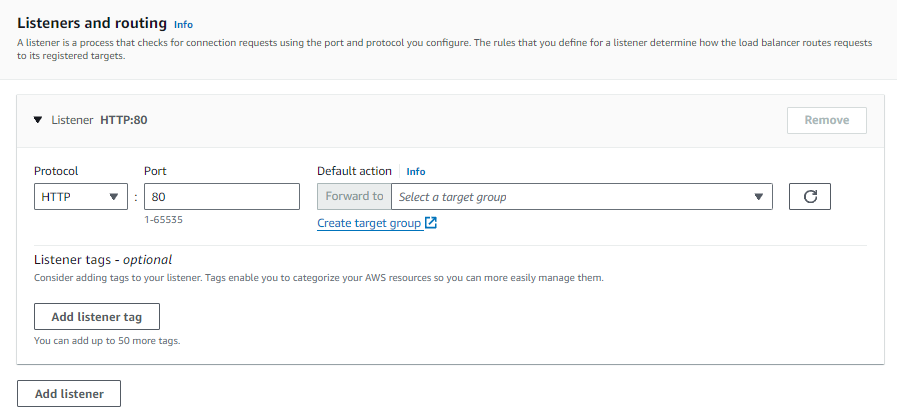 Listeners and routing Info
A listener is a process that checks for connection requests using the port and protocol you configure. The rules that you define for a listener determine how the load balancer routes requests
to its registered targets.
Listener HTTP:80
Remove
Protocol Port Default action Info
HTTP : 80 Forward to Select a target group
1-65535 Create target group
Listener tags - optional
Consider adding tags to your listener. Tags enable you to categorize your AWS resources so you can more easily manage them.
Add listener tag
You can add up to 50 more tags.
Add listener